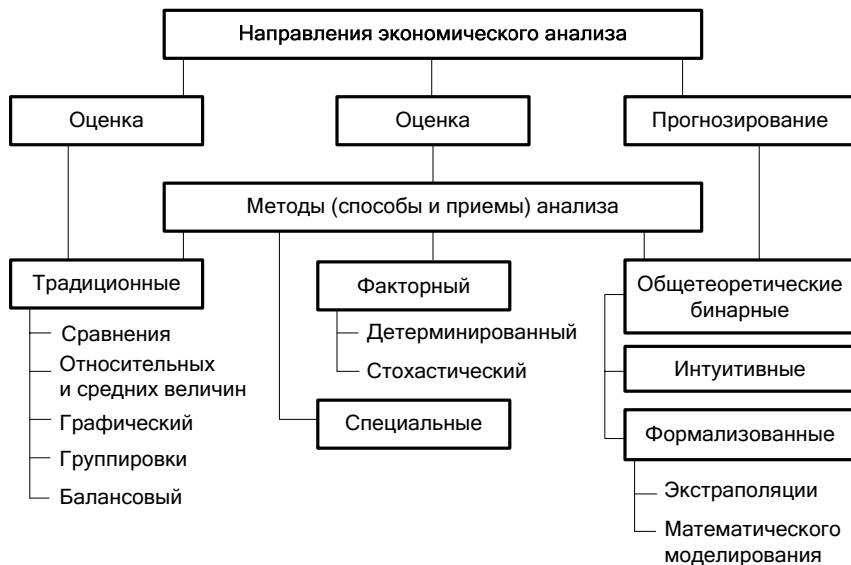 Направления экономического анализа
Оценка
Оценка
Прогнозирование
Методы (способы и приемы) анализа
Традиционные
Сравнения
Относительных
и средних величин
Графический
Группировки
Балансовый
Факторный
Детерминированный
Стохастический
Специальные
Общетеоретические
бинарные
Интуитивные
Формализованные
Экстраполяции
Математического
моделирования